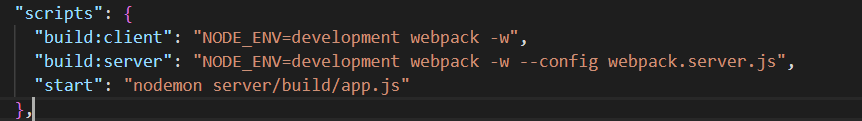 "scripts": {
"build:client": "NODE_ENV=development webpack -w",
"build:server": "NODE_ENV=development webpack -w --config webpack.server.js",
"start": "nodemon server/build/app.js"
},